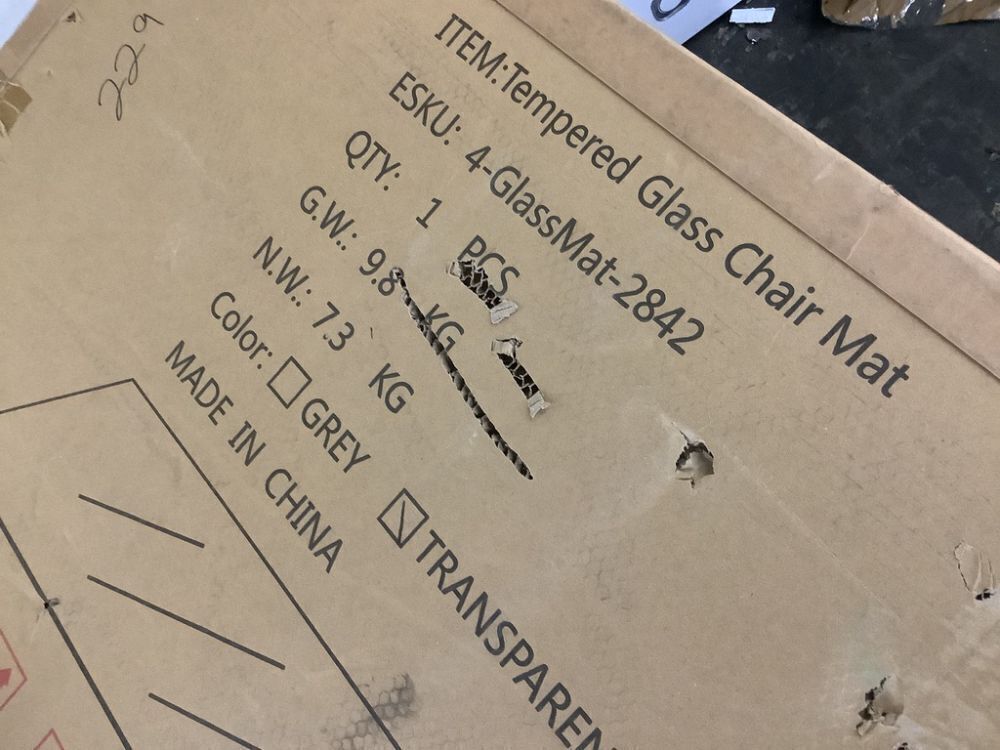 229
ITEM:Tempered Glass Chair Mat
ESKU: 4-GlassMat-2842
QTY: 1 PCS
G.W.: 9.8 KG
N.W.: 7.3 KG
Color: ☐ GREY ☑ TRANSPAREN
MADE IN CHINA